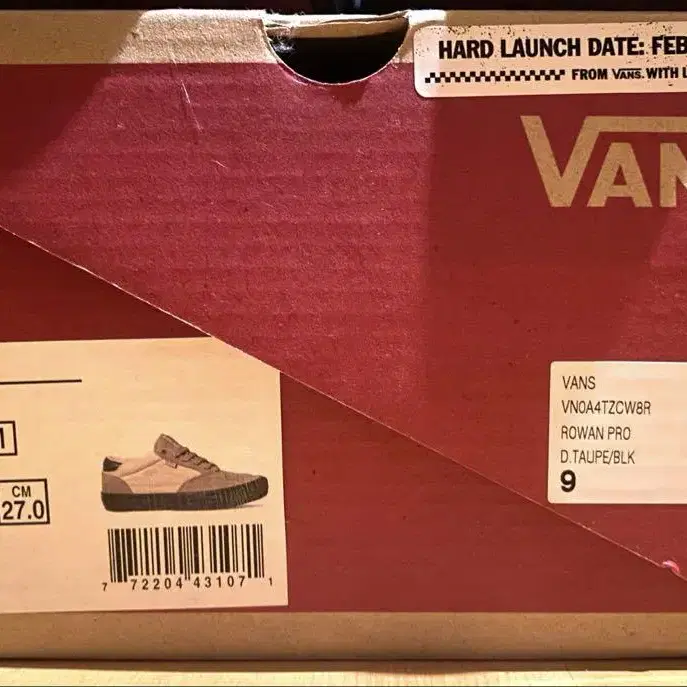 HARD LAUNCH DATE: FEB
FROM VANS. WITH L
VAN
VANS
VN0A4TZCW8R
ROWAN PRO
D.TAUPE/BLK
9
CM
27.0
7 72204 43107 1